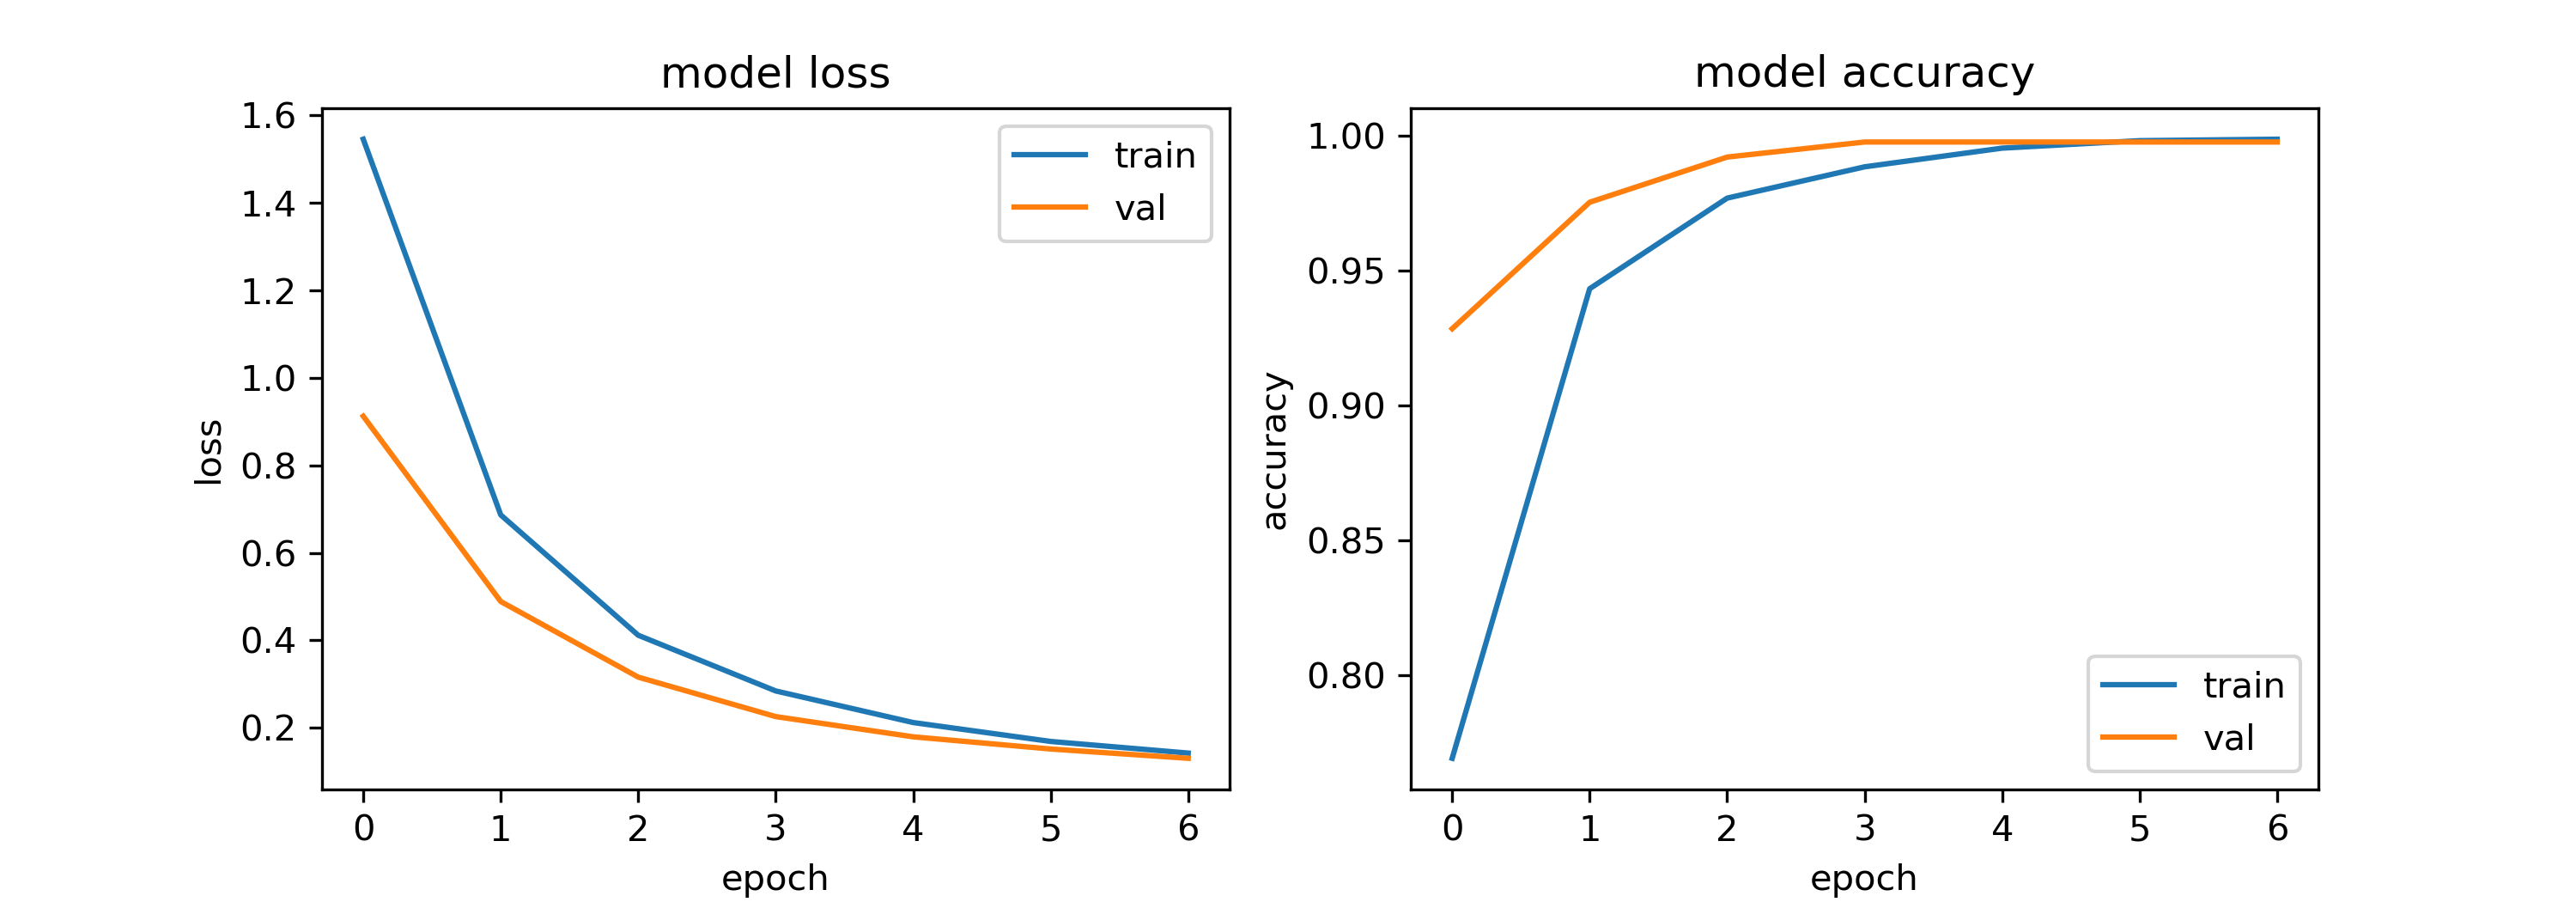 model loss
1.6
1.4
1.2
1.0
0.8
0.6
0.4
0.2
loss
0 1 2 3 4 5 6
epoch
train
val
model accuracy
1.00
0.95
0.90
0.85
0.80
accuracy
0 1 2 3 4 5 6
epoch
train
val